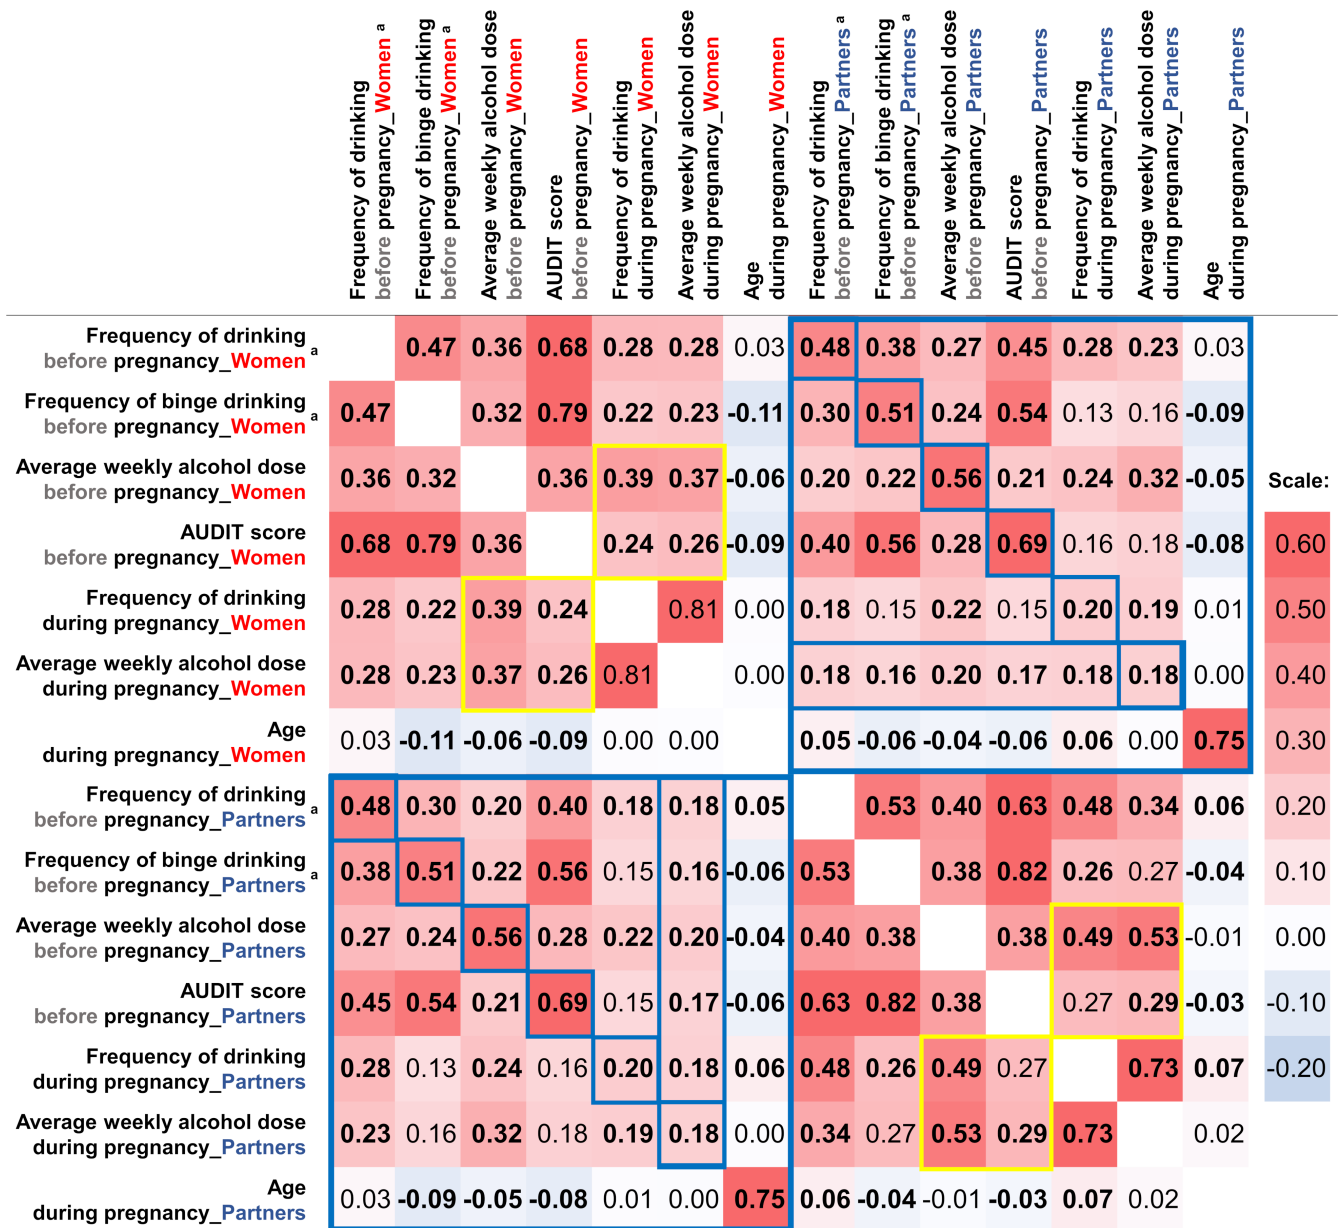 Frequency of drinking
before pregnancy_Women a
Frequency of binge drinking
before pregnancy_Women a
Average weekly alcohol dose
before pregnancy_Women
AUDIT score
before pregnancy_Women
Frequency of drinking
during pregnancy_Women
Average weekly alcohol dose
during pregnancy_Women
Age
during pregnancy_Women
Frequency of drinking
before pregnancy_Partners a
Frequency of binge drinking
before pregnancy_Partners a
Average weekly alcohol dose
before pregnancy_Partners
AUDIT score
before pregnancy_Partners
Frequency of drinking
during pregnancy_Partners
Average weekly alcohol dose
during pregnancy_Partners
Age
during pregnancy_Partners
Frequency of drinking
before pregnancy_Women a
0.47 0.36 0.68 0.28 0.28 0.03 0.48 0.38 0.27 0.45 0.28 0.23 0.03
Frequency of binge drinking
before pregnancy_Women a
0.47 0.32 0.79 0.22 0.23 -0.11 0.30 0.51 0.24 0.54 0.13 0.16 -0.09
Average weekly alcohol dose
before pregnancy_Women
0.36 0.32 0.36 0.39 0.37 -0.06 0.20 0.22 0.56 0.21 0.24 0.32 -0.05
AUDIT score
before pregnancy_Women
0.68 0.79 0.36 0.24 0.26 -0.09 0.40 0.56 0.28 0.69 0.16 0.18 -0.08
Frequency of drinking
during pregnancy_Women
0.28 0.22 0.39 0.24 0.81 0.00 0.18 0.15 0.22 0.15 0.20 0.19 0.01
Average weekly alcohol dose
during pregnancy_Women
0.28 0.23 0.37 0.26 0.81 0.00 0.18 0.16 0.20 0.17 0.18 0.18 0.00
Age
during pregnancy_Women
0.03 -0.11 -0.06 -0.09 0.00 0.00 0.05 -0.06 -0.04 -0.06 0.06 0.00 0.75
Frequency of drinking
before pregnancy_Partners a
0.48 0.30 0.20 0.40 0.18 0.18 0.05 0.53 0.40 0.63 0.48 0.34 0.06
Frequency of binge drinking
before pregnancy_Partners a
0.38 0.51 0.22 0.56 0.15 0.16 -0.06 0.53 0.38 0.82 0.26 0.27 -0.04
Average weekly alcohol dose
before pregnancy_Partners
0.27 0.24 0.56 0.28 0.22 0.20 -0.04 0.40 0.38 0.38 0.49 0.53 -0.01
AUDIT score
before pregnancy_Partners
0.45 0.54 0.21 0.69 0.15 0.17 -0.06 0.63 0.82 0.38 0.27 0.29 -0.03
Frequency of drinking
during pregnancy_Partners
0.28 0.13 0.24 0.16 0.20 0.18 0.06 0.48 0.26 0.49 0.27 0.73 0.07
Average weekly alcohol dose
during pregnancy_Partners
0.23 0.16 0.32 0.18 0.19 0.18 0.00 0.34 0.27 0.53 0.29 0.73 0.02
Age
during pregnancy_Partners
0.03 -0.09 -0.05 -0.08 0.01 0.00 0.75 0.06 -0.04 -0.01 -0.03 0.07 0.02
Scale:
0.60
0.50
0.40
0.30
0.20
0.10
0.00
-0.10
-0.20